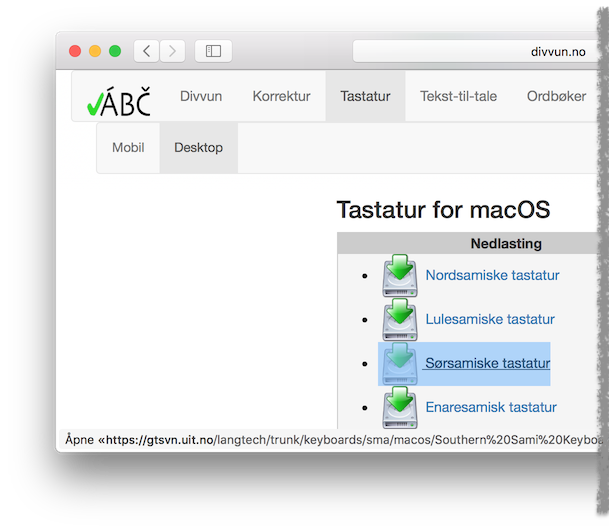 divvun.no
ÁBČ
Divvun Korrektur Tastatur Tekst-til-tale Ordbøker
Mobil Desktop
Tastatur for macOS
Nedlasting
Nordsamiske tastatur
Lulesamiske tastatur
Sørsamiske tastatur
Enaresamisk tastatur
Åpne «https://gtsvn.uit.no/langtech/trunk/keyboards/sma/macos/Southern%20Sami%20Keyboa